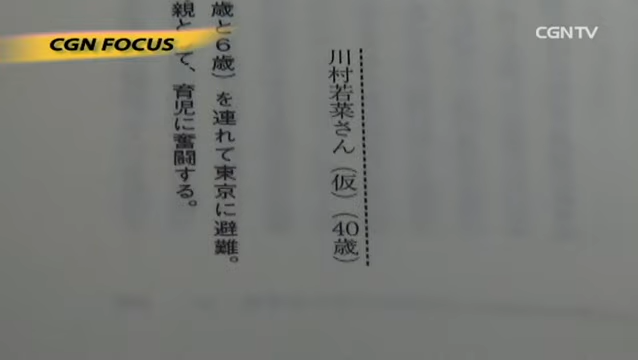 CGN FOCUS
CGNTV
川村若菜さん（仮）（40歳）
歳と6歳）を連れて東京に避難。
親として、育児に奮闘する。